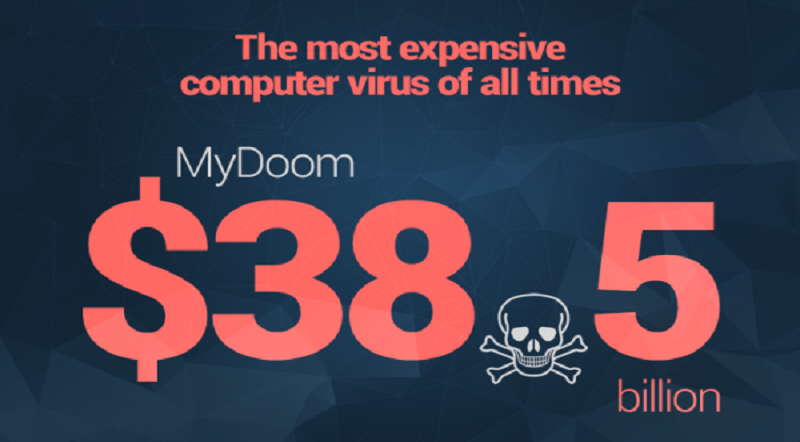 The most expensive
computer virus of all times
MyDoom
$38.5
billion